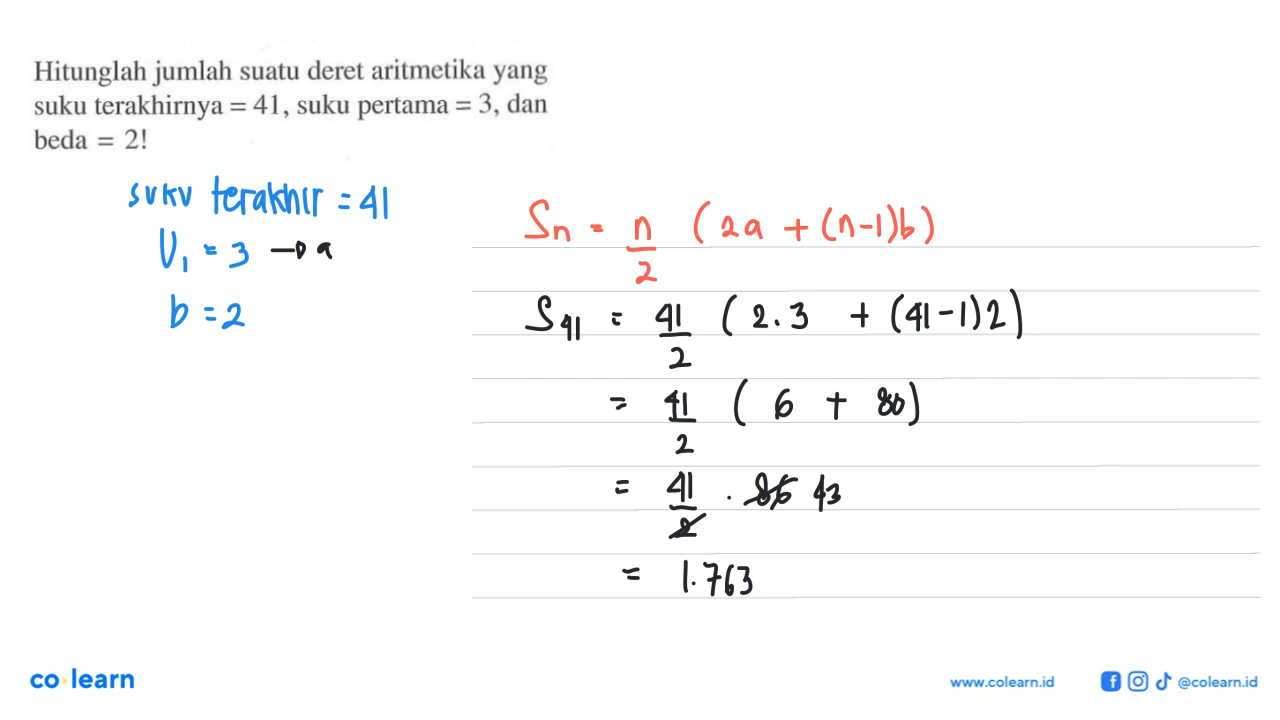 Hitunglah jumlah suatu deret aritmetika yang
suku terakhirnya = 41, suku pertama = 3, dan
beda = 2!
suku terakhir = 41
U₁ = 3 → a
b = 2
Sn = n/2 (2a + (n-1)b)
S₄₁ = 41/2 (2.3 + (41-1)2)
= 41/2 (6 + 80)
= 41/2 . 86 43
= 1.763
co learn
www.colearn.id
@colearn.id